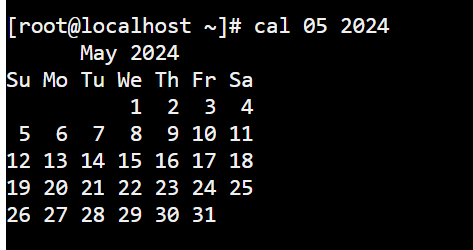 [root@localhost ~]# cal 05 2024
      May 2024
Su Mo Tu We Th Fr Sa
          1  2  3  4
 5  6  7  8  9 10 11
12 13 14 15 16 17 18
19 20 21 22 23 24 25
26 27 28 29 30 31